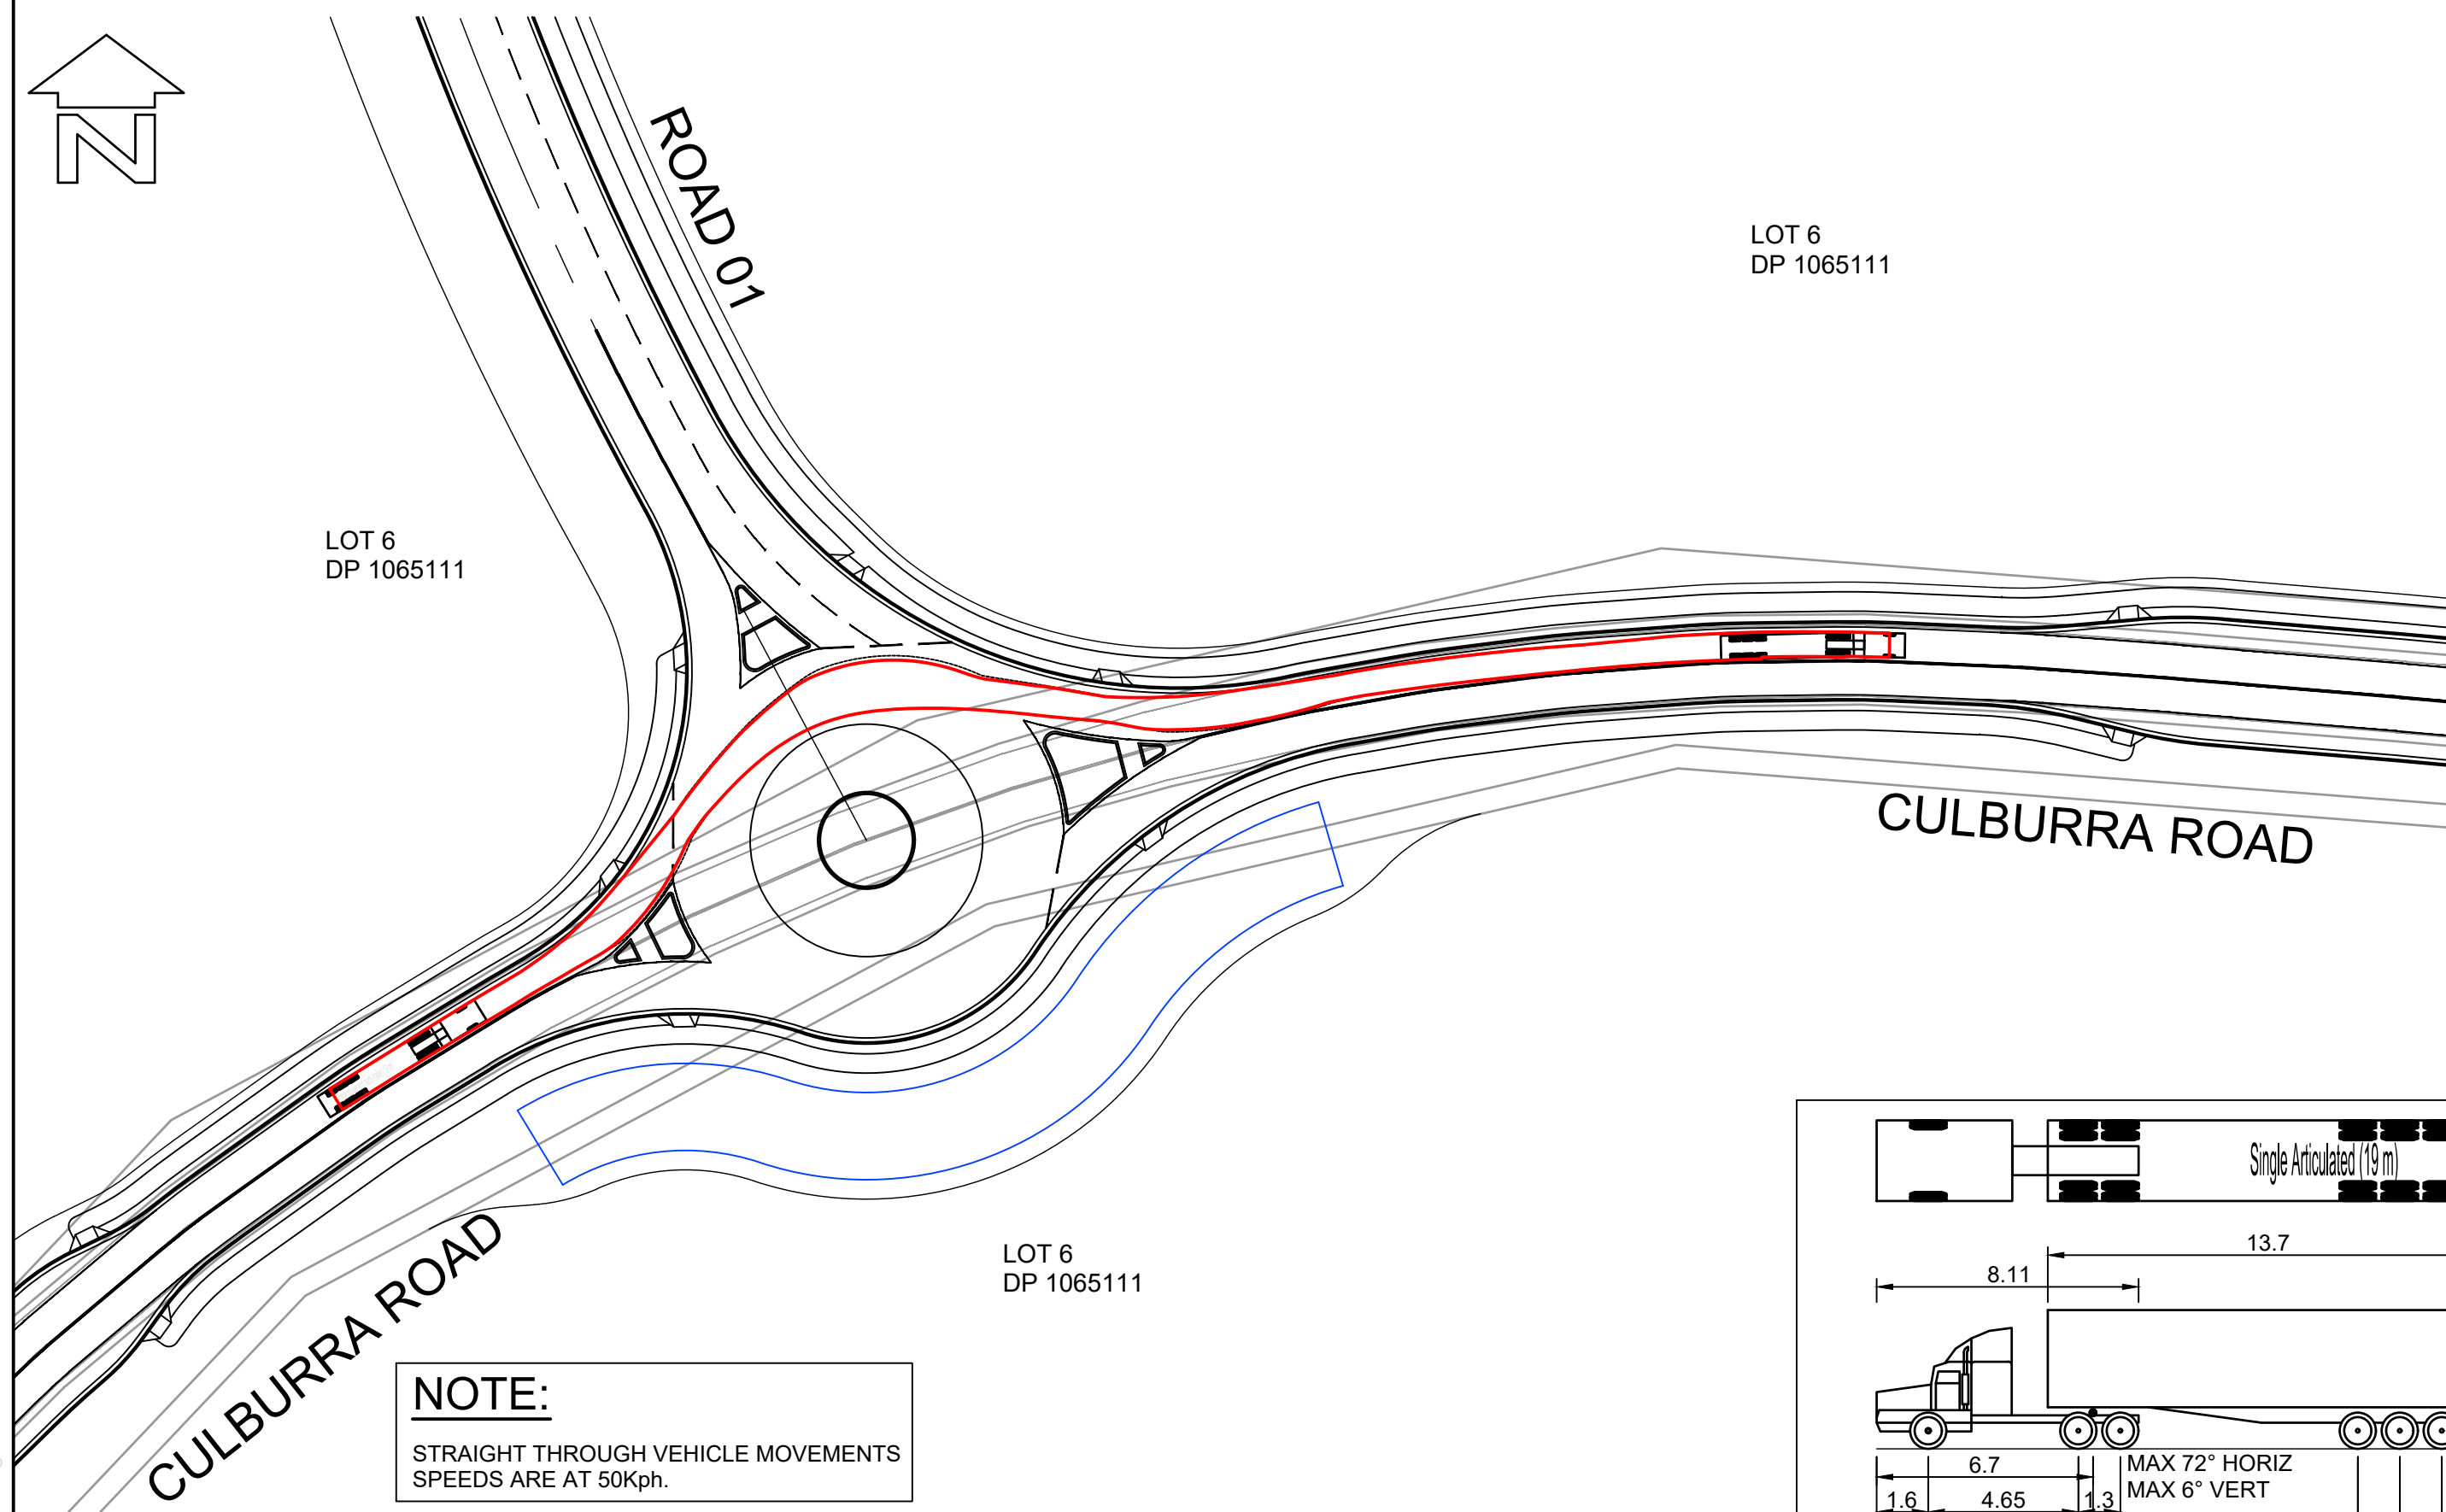 N
ROAD 01
LOT 6
DP 1065111
LOT 6
DP 1065111
CULBURRA ROAD
Single Articulated (19 m)
13.7
8.11
LOT 6
DP 1065111
CULBURRA ROAD
NOTE:
STRAIGHT THROUGH VEHICLE MOVEMENTS
SPEEDS ARE AT 50Kph.
6.7
MAX 72° HORIZ
MAX 6° VERT
1.6
4.65
1.3